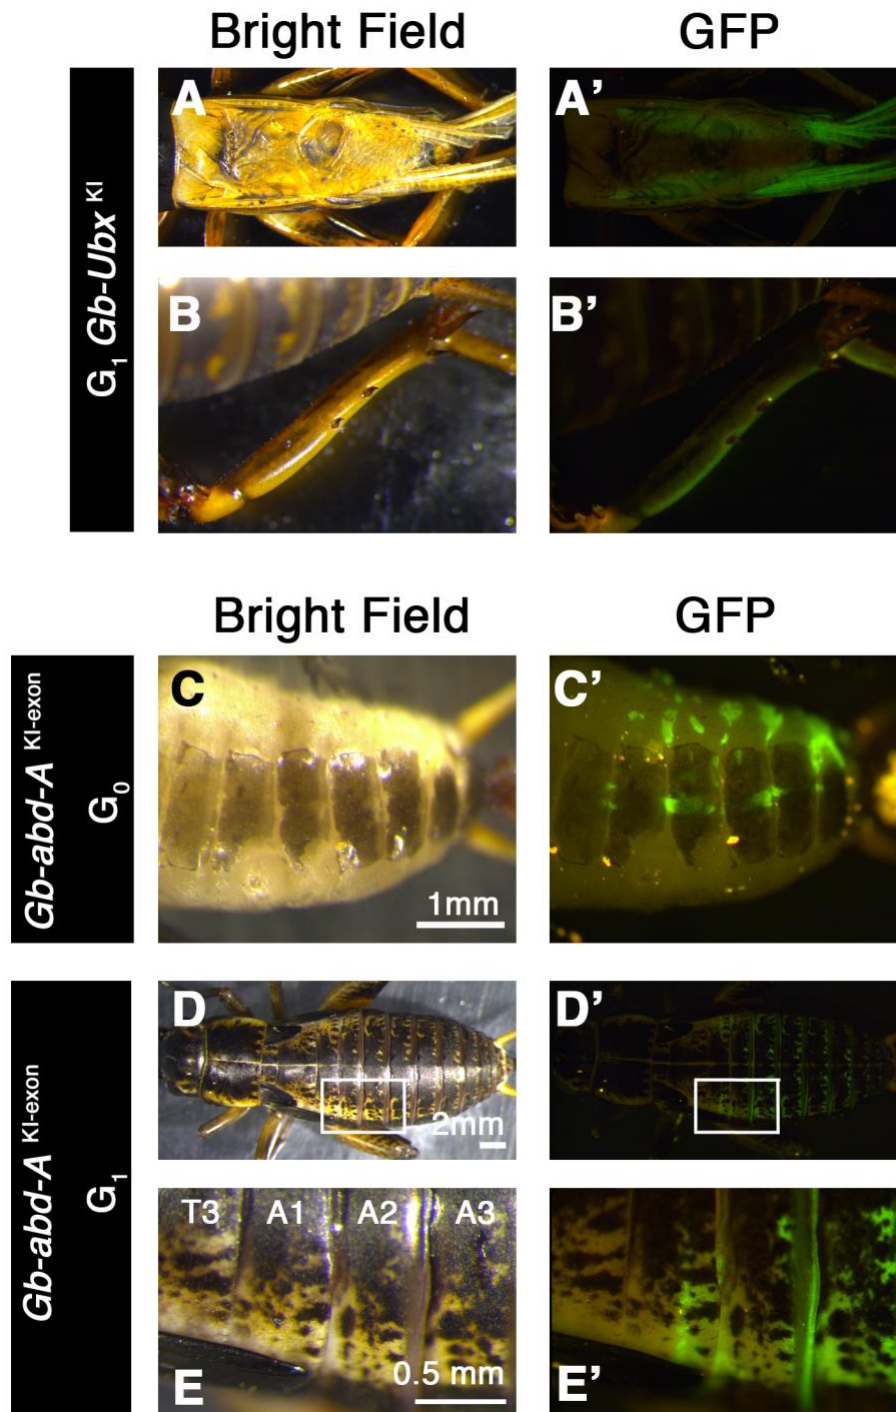 Bright Field GFP
G1 Gb-Ubx KI
A A’
B B’
Bright Field GFP
Gb-abd-A KI-exon
G0
C C’
1mm
Gb-abd-A KI-exon
G1
D D’
2mm
T3 A1 A2 A3
0.5 mm
E E’